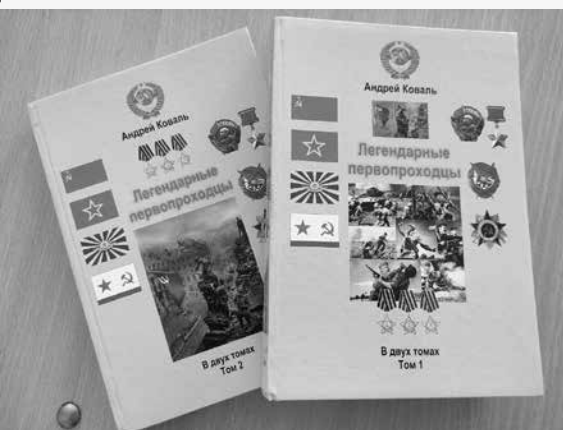 Андрей Коваль
Легендарные
первопроходцы
В двух томах
Том 2
Андрей Коваль
Легендарные
первопроходцы
В двух томах
Том 1